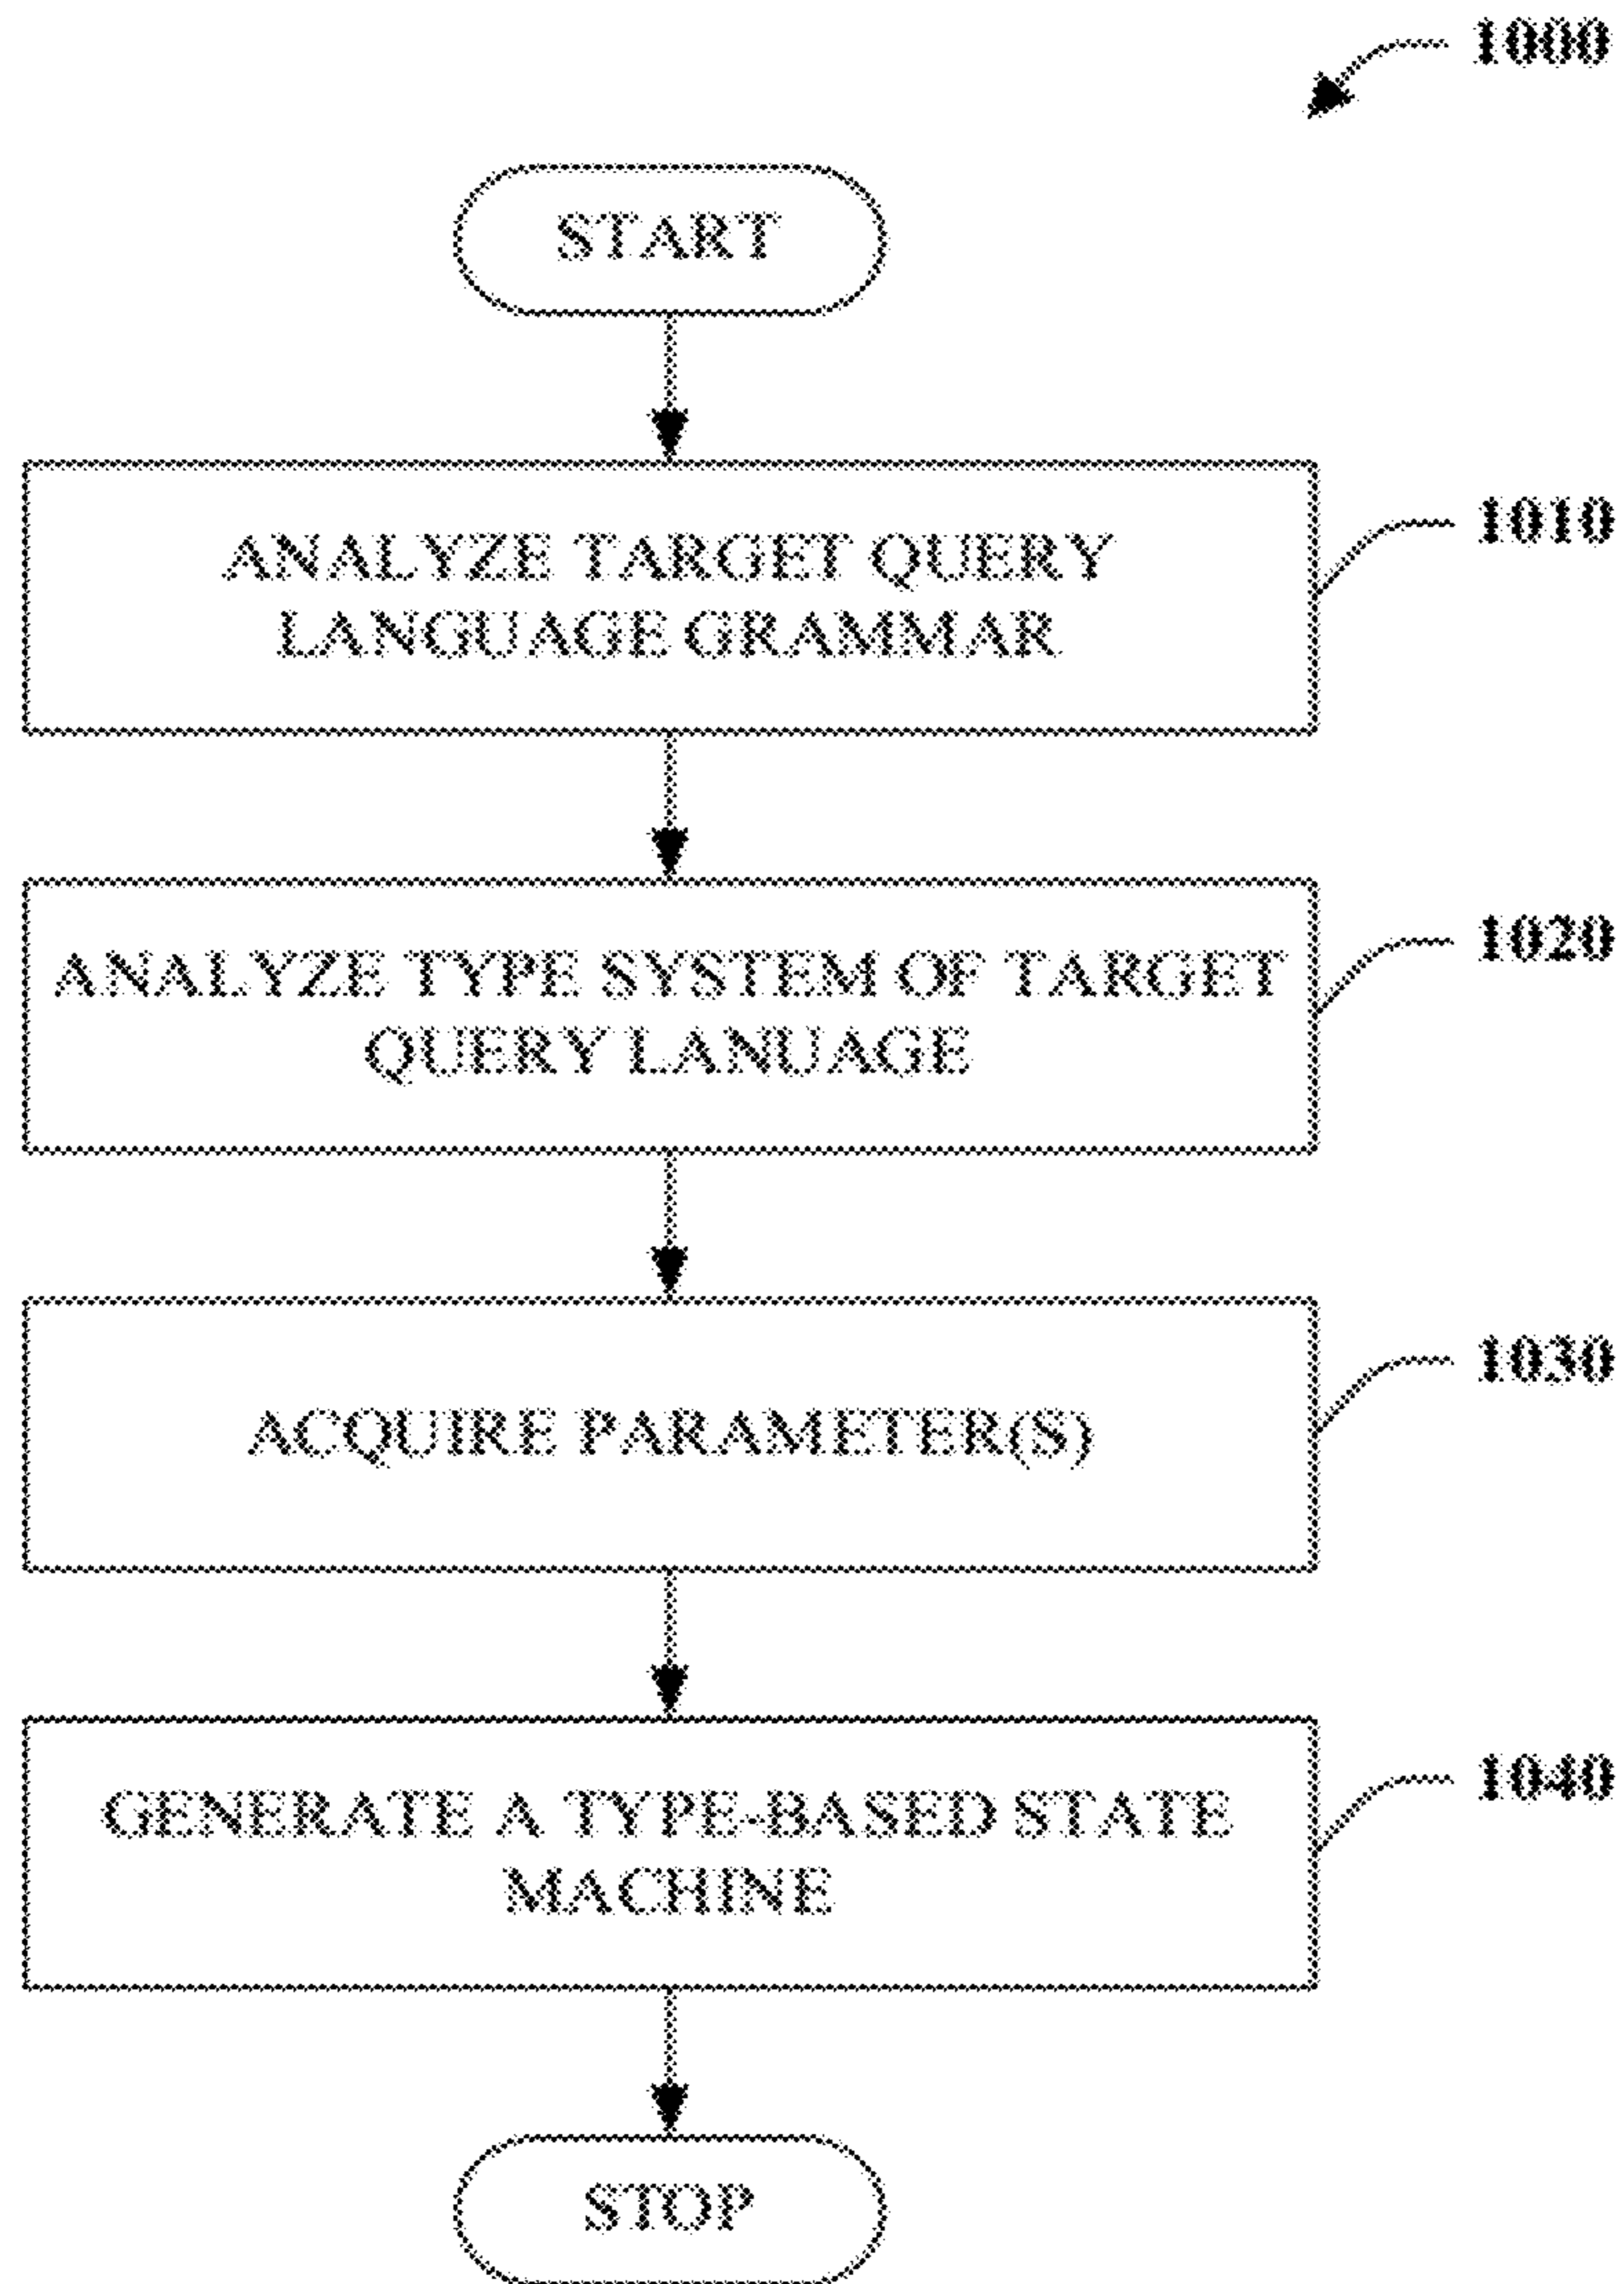 1000
START
ANALYZE TARGET QUERY
LANGUAGE GRAMMAR
1010
ANALYZE TYPE SYSTEM OF TARGET
QUERY LANUAGE
1020
ACQUIRE PARAMETER(S)
1030
GENERATE A TYPE-BASED STATE
MACHINE
1040
STOP